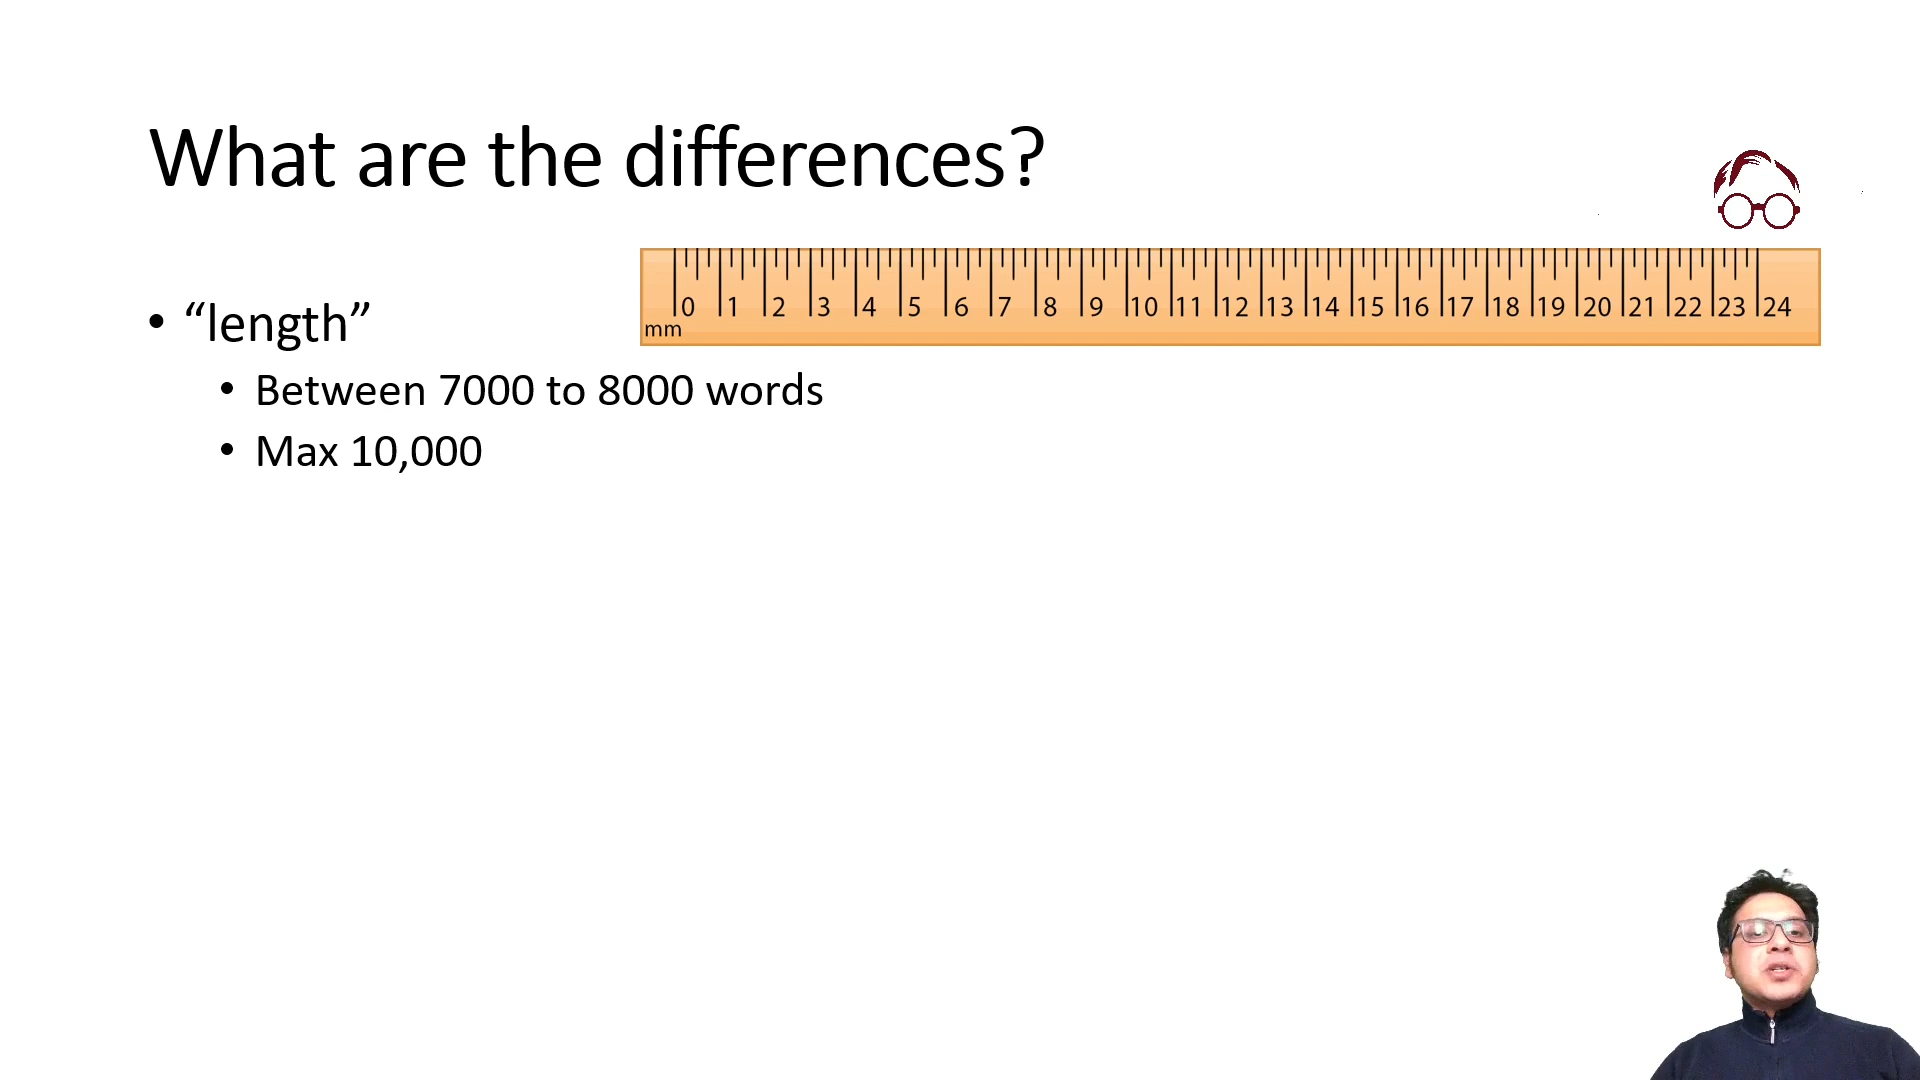 What are the differences?
0 1 2 3 4 5 6 7 8 9 10 11 12 13 14 15 16 17 18 19 20 21 22 23 24
mm
• “length”
• Between 7000 to 8000 words
• Max 10,000